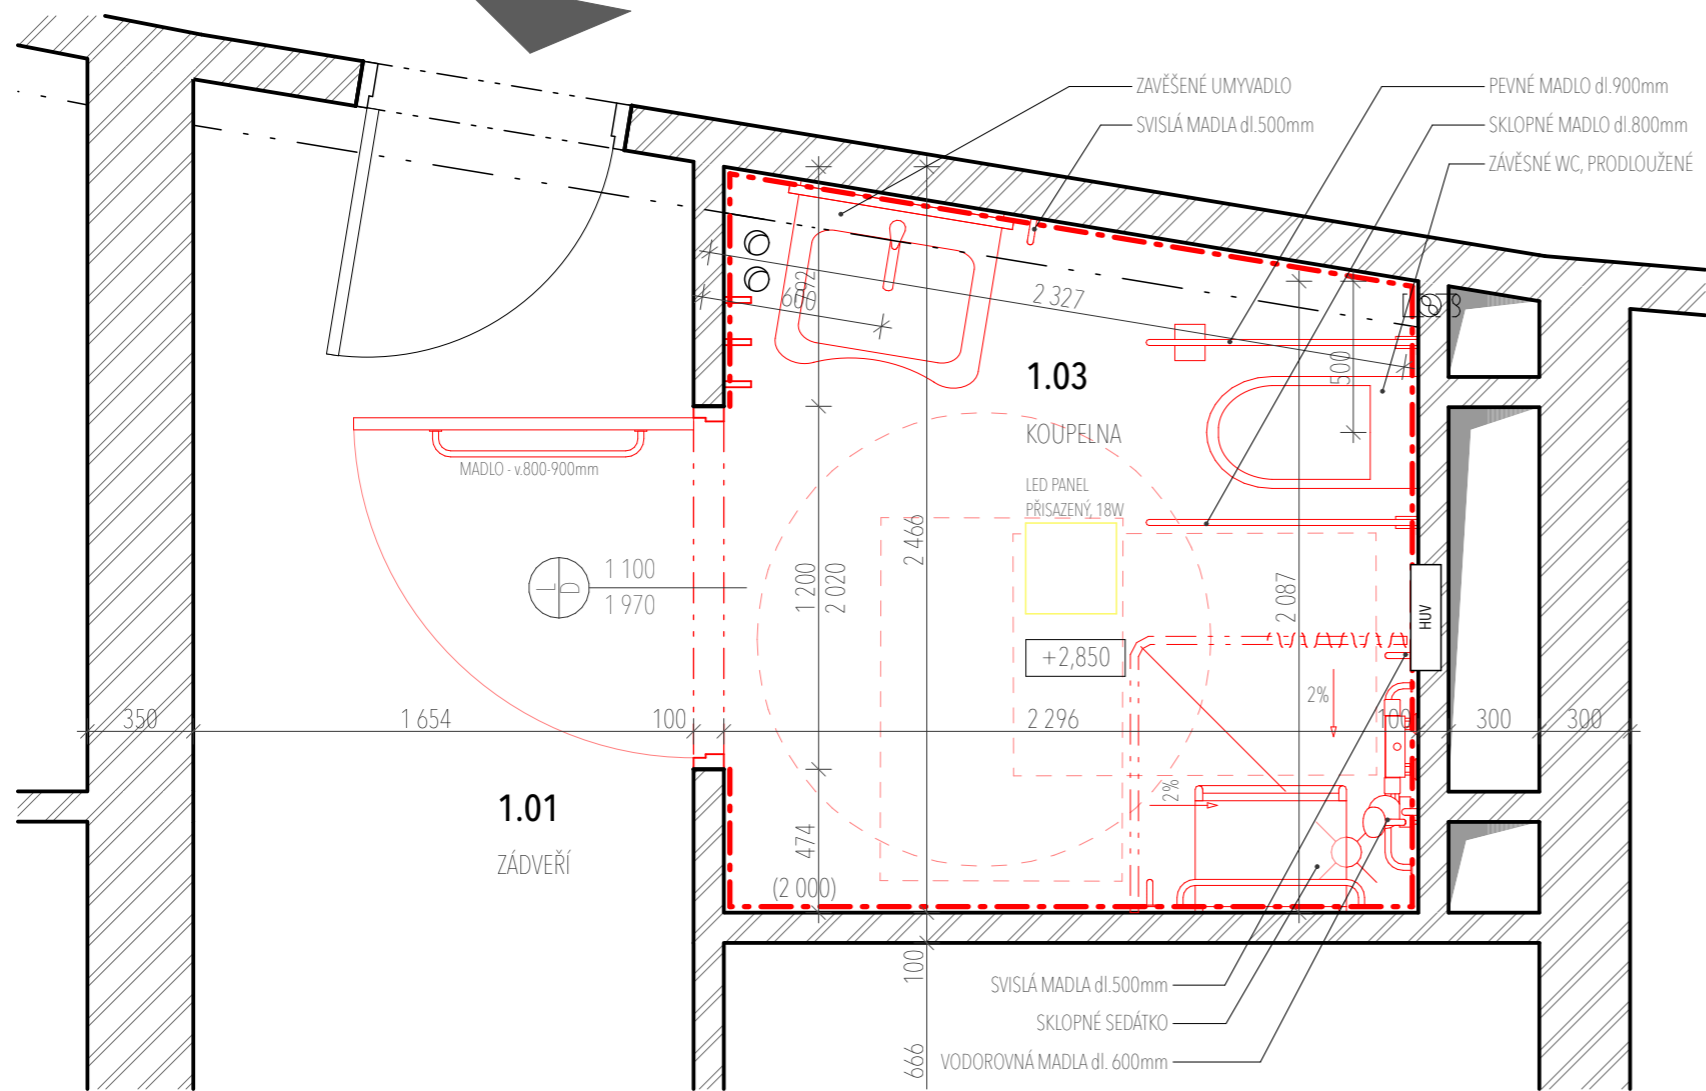 ZAVĚŠENÉ UMYVADLO
SVISLÁ MADLA dl.500mm
PEVNÉ MADLO dl.900mm
SKLOPNÉ MADLO dl.800mm
ZÁVĚSNÉ WC, PRODLOUŽENÉ
600
2 327
500
1.03
KOUPELNA
LED PANEL
PŘISAZENÝ, 18W
MADLO - v.800-900mm
L
D
1 100
1 970
1 200
2 020
2 466
2 087
HUV
+2,850
2%
350
1 654
100
2 296
100
300
300
2%
1.01
ZÁDVEŘÍ
474
(2 000)
100
666
SVISLÁ MADLA dl.500mm
SKLOPNÉ SEDÁTKO
VODOROVNÁ MADLA dl. 600mm